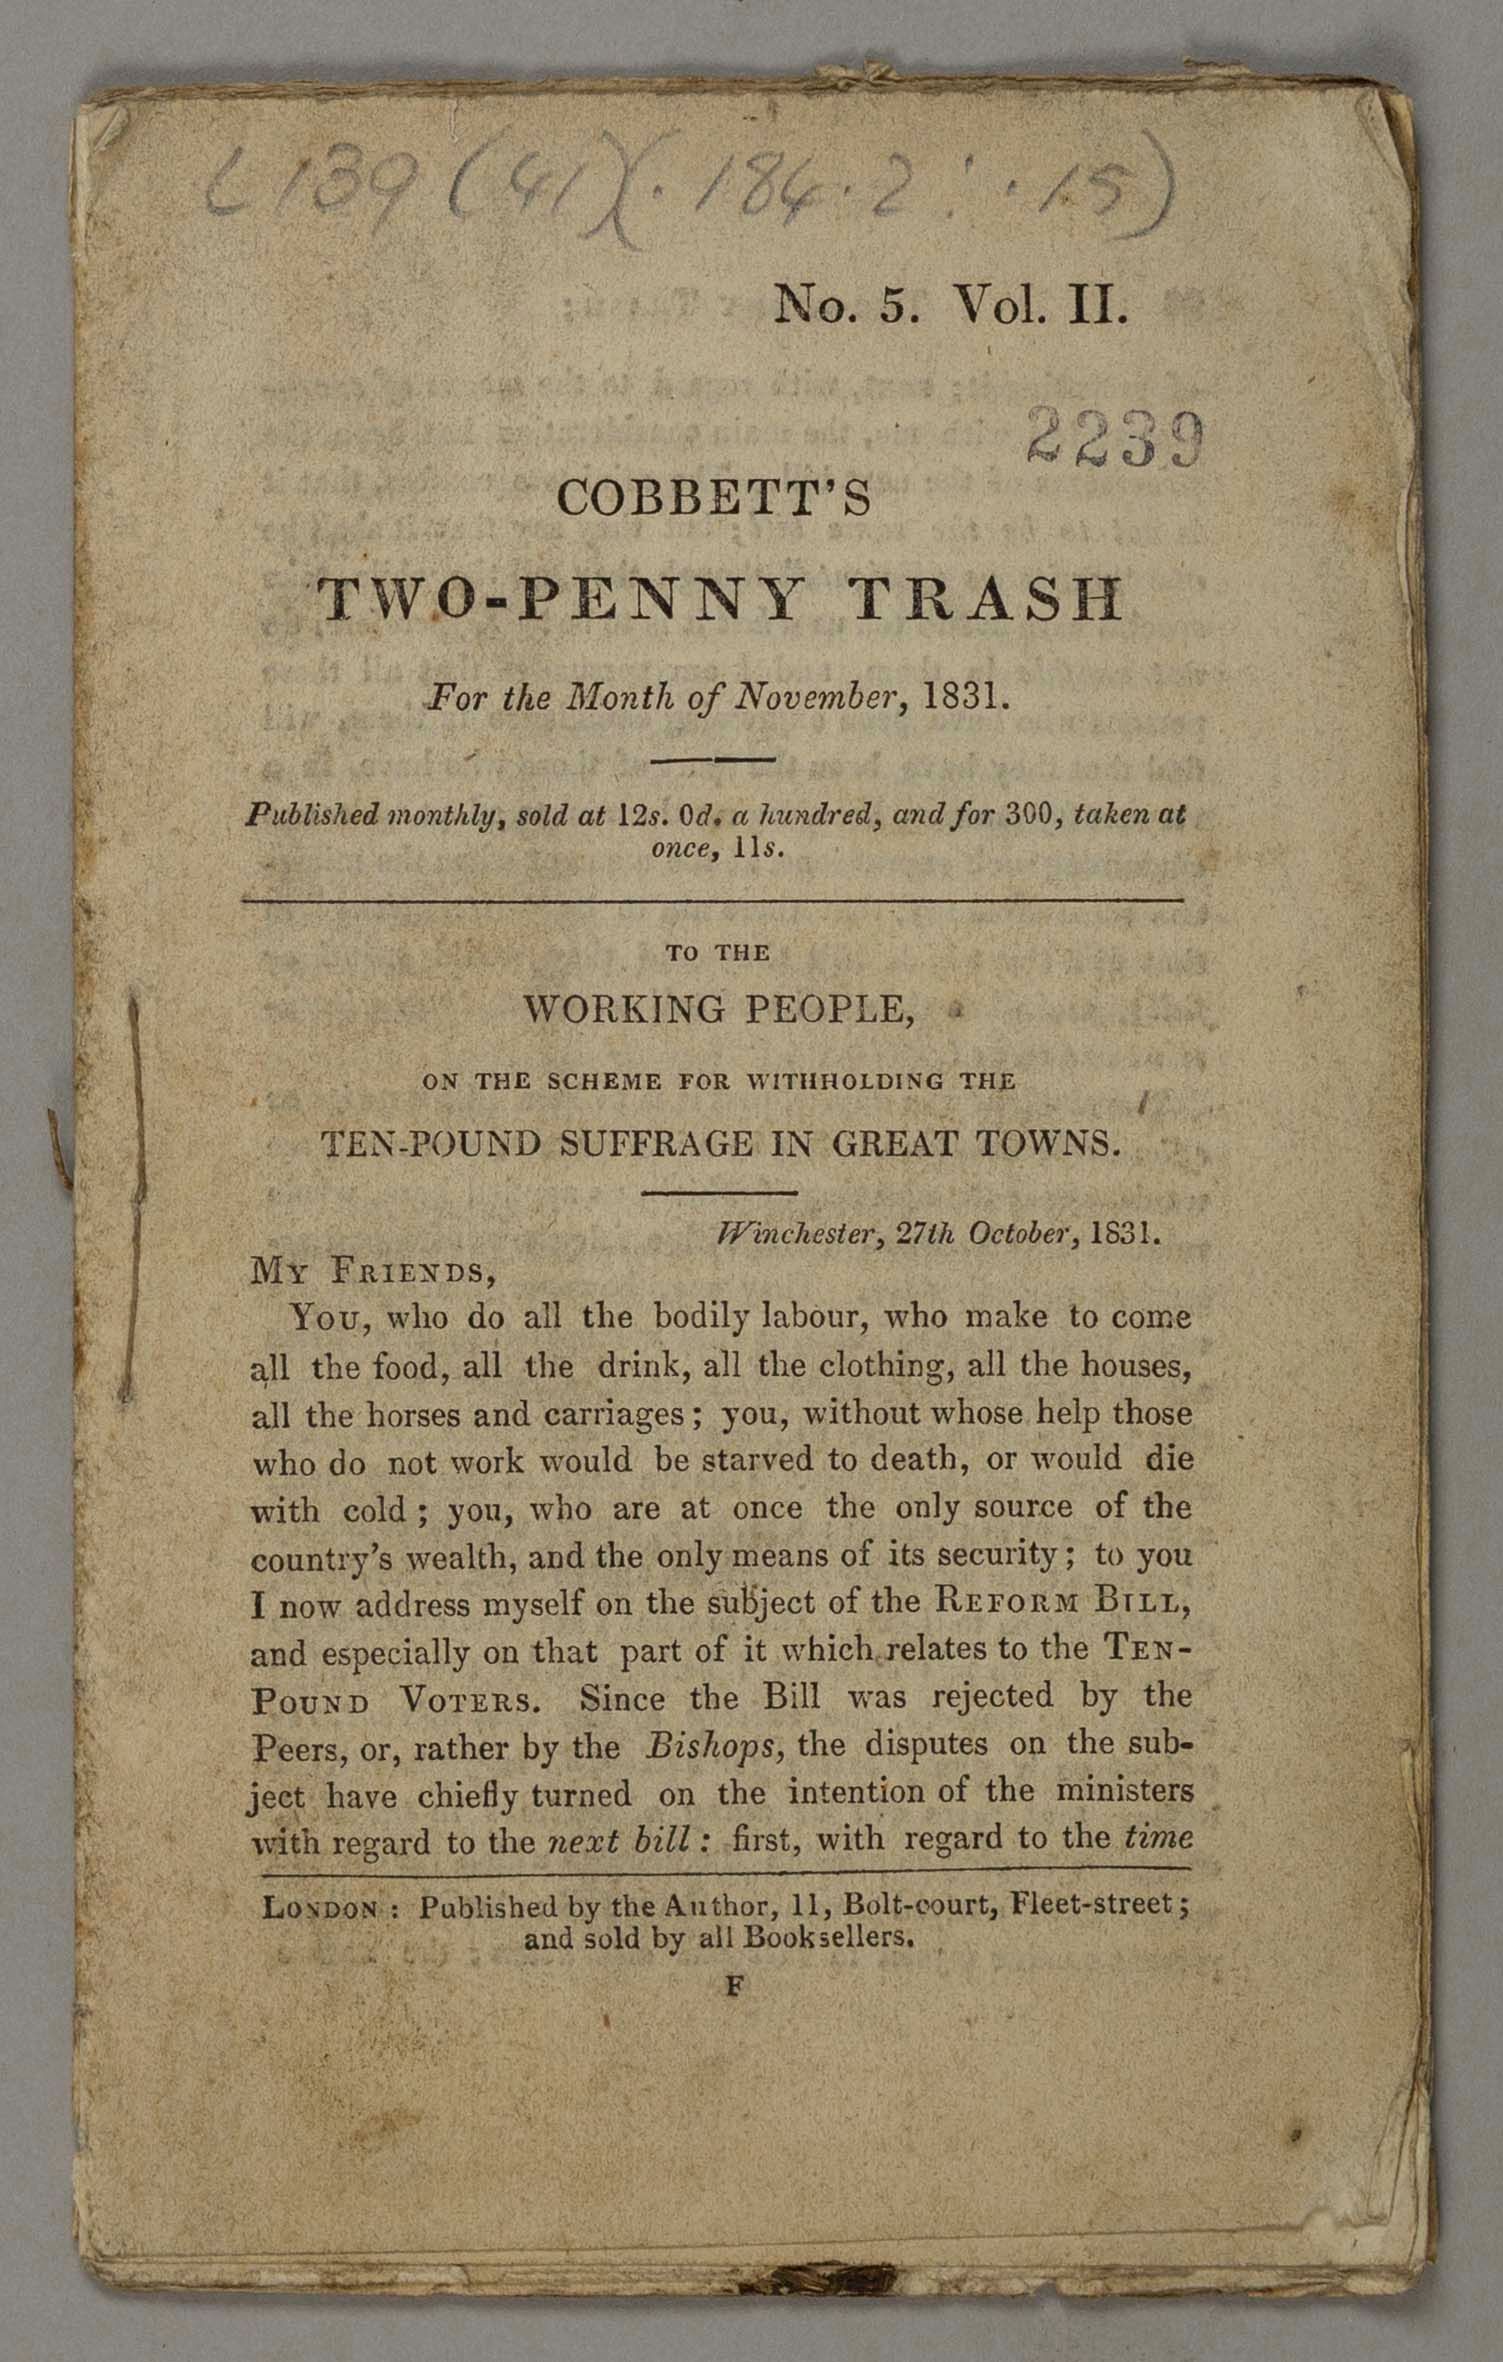 L139 (41)(.184.2: .15)
No. 5. Vol. II.
2239
COBBETT'S
TWO-PENNY TRASH
For the Month of November, 1831.
Published monthly, sold at 12s. 0d. a hundred, and for 300, taken at
once, 11s.
TO THE
WORKING PEOPLE,
ON THE SCHEME FOR WITHHOLDING THE
TEN-POUND SUFFRAGE IN GREAT TOWNS.
Winchester, 27th October, 1831.
MY FRIENDS,
YOU, who do all the bodily labour, who make to come
all the food, all the drink, all the clothing, all the houses,
all the horses and carriages; you, without whose help those
who do not work would be starved to death, or would die
with cold; you, who are at once the only source of the
country's wealth, and the only means of its security; to you
I now address myself on the subject of the REFORM BILL,
and especially on that part of it which relates to the TEN-
POUND VOTERS. Since the Bill was rejected by the
Peers, or, rather by the Bishops, the disputes on the sub-
ject have chiefly turned on the intention of the ministers
with regard to the next bill: first, with regard to the time
LONDON: Published by the Author, 11, Bolt-court, Fleet-street;
and sold by all Booksellers.
F